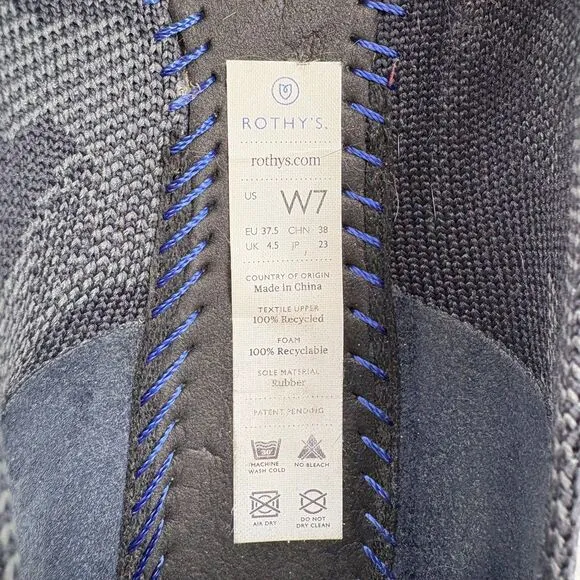 ROTHY'S.
rothys.com
US W7
EU 37.5 CHN 38
UK 4.5 JP 23
COUNTRY OF ORIGIN
Made in China
TEXTILE UPPER
100% Recycled
FOAM
100% Recyclable
SOLE MATERIAL
Rubber
PATENT PENDING
30°
MACHINE WASH COLD
NO BLEACH
AIR DRY
DO NOT DRY CLEAN